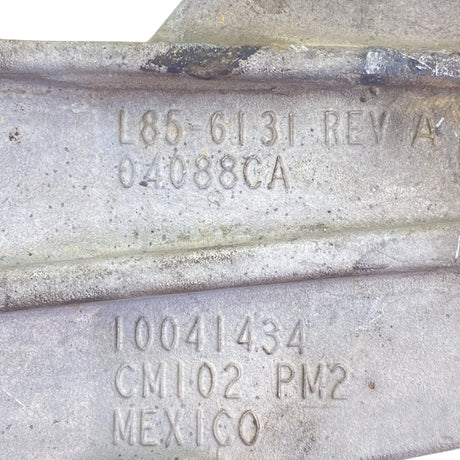 L85-6131 REV A
04088CA
10041434
CM102 PM2
MEXICO